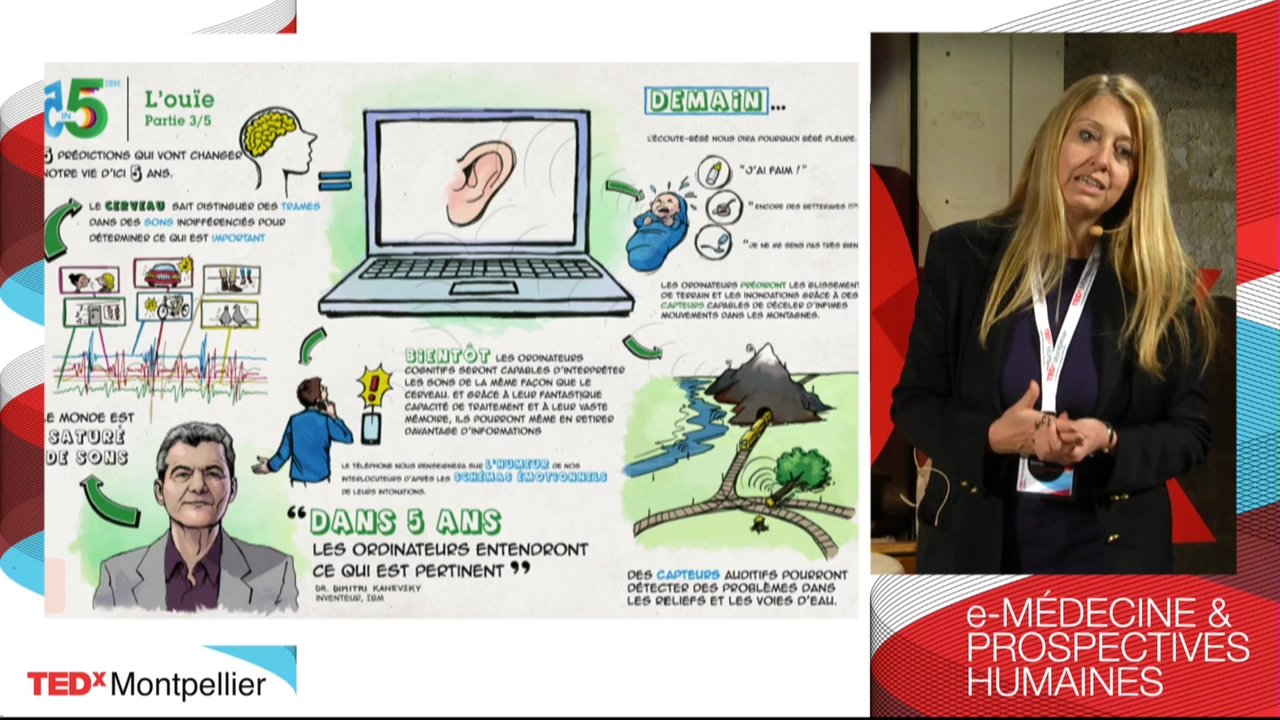 IN 5 IBM
L'ouïe
Partie 3/5
5 PRÉDICTIONS QUI VONT CHANGER
NOTRE VIE D'ICI 5 ANS.
LE CERVEAU SAIT DISTINGUER DES TRAMES
DANS DES SONS INDIFFÉRENCIÉS POUR
DÉTERMINER CE QUI EST IMPORTANT
LE MONDE EST
SATURÉ
DE SONS
BIENTÔT LES ORDINATEURS
COGNITIFS SERONT CAPABLES D'INTERPRÉTER
LES SONS DE LA MÊME FAÇON QUE LE
CERVEAU. ET GRÂCE À LEUR FANTASTIQUE
CAPACITÉ DE TRAITEMENT ET À LEUR VASTE
MÉMOIRE, ILS POURRONT MÊME EN RETIRER
DAVANTAGE D'INFORMATIONS
LE TÉLÉPHONE NOUS RENSEIGNERA SUR L'HUMEUR DE NOS
INTERLOCUTEURS D'APRÈS LES SCHÉMAS ÉMOTIONNELS
DE LEURS INTONATIONS.
“DANS 5 ANS
LES ORDINATEURS ENTENDRONT
CE QUI EST PERTINENT”
DR. DIMITRI KANEVSKY
INVENTEUR, IBM
DEMAIN...
L'ÉCOUTE-BÉBÉ NOUS DIRA POURQUOI BÉBÉ PLEURE.
"J'AI FAIM !"
"ENCORE DES BETTERAVES
"JE NE ME SENS PAS TRÈS BIEN
LES ORDINATEURS PRÉDIRONT LES GLISSEMENT
DE TERRAIN ET LES INONDATIONS GRÂCE À DES
CAPTEURS CAPABLES DE DÉCELER D'INFIMES
MOUVEMENTS DANS LES MONTAGNES.
DES CAPTEURS AUDITIFS POURRONT
DÉTECTER DES PROBLÈMES DANS
LES RELIEFS ET LES VOIES D'EAU.
TEDx Montpellier
e-MÉDECINE &
PROSPECTIVES
HUMAINES